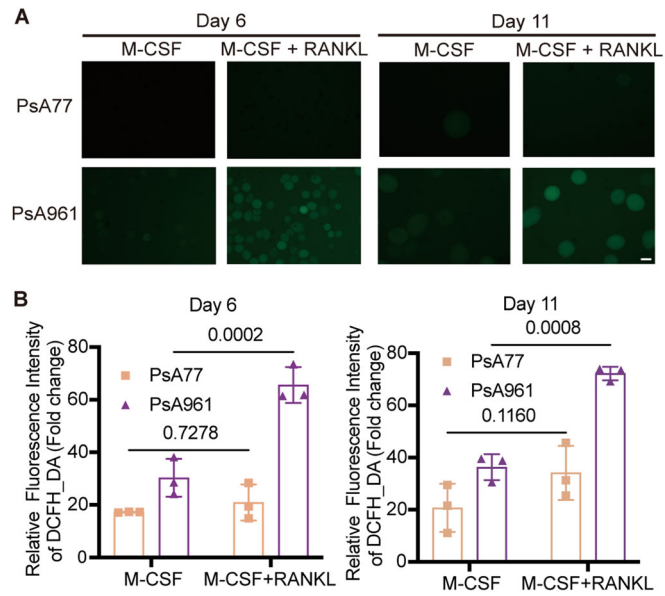 A
Day 6
Day 11
M-CSF
M-CSF + RANKL
M-CSF
M-CSF + RANKL
PsA77
PsA961
B
Day 6
Relative Fluorescence Intensity
of DCFH_DA (Fold change)
80
60
40
20
0
0.0002
PsA77
PsA961
0.7278
M-CSF
M-CSF+RANKL
Day 11
Relative Fluorescence Intensity
of DCFH_DA (Fold change)
80
60
40
20
0
0.0008
PsA77
PsA961
0.1160
M-CSF
M-CSF+RANKL